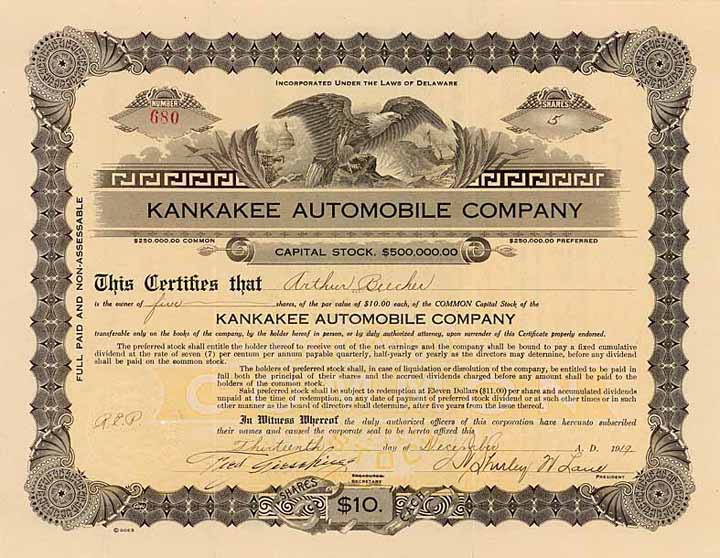 INCORPORATED UNDER THE LAWS OF DELAWARE
NUMBER
680
SHARES
5
KANKAKEE AUTOMOBILE COMPANY
$250,000.00 COMMON
$250,000.00 PREFERRED
CAPITAL STOCK, $500,000.00
FULL PAID AND NON-ASSESSABLE
This Certifies that Arthur Beecher
is the owner of five shares, of the par value of $10.00 each, of the COMMON Capital Stock of the
KANKAKEE AUTOMOBILE COMPANY
transferable only on the books of the company, by the holder hereof in person, or by duly authorized attorney, upon surrender of this Certificate properly endorsed.
The preferred stock shall entitle the holder thereof to receive out of the net earnings and the company shall be bound to pay a fixed cumulative
dividend at the rate of seven (7) per centum per annum payable quarterly, half-yearly or yearly as the directors may determine, before any dividend
shall be paid on the common stock.
The holders of preferred stock shall, in case of liquidation or dissolution of the company, be entitled to be paid in
full both the principal of their shares and the accrued dividends charged before any amount shall be paid to the
holders of the common stock.
Said preferred stock shall be subject to redemption at Eleven Dollars ($11.00) per share and accumulated dividends
unpaid at the time of redemption, on any date of payment of preferred stock dividend or at such other times or in such
other manner as the board of directors shall determine, after five years from the issue thereof.
In Witness Whereof the duly authorized officers of this corporation have hereunto subscribed
their names and caused the corporate seal to be hereto affixed this
Thirteenth day of December A. D. 1919
Fred
W Lane
TREASURER
SECRETARY
PRESIDENT
SHARES
$10.
EACH
© GOES